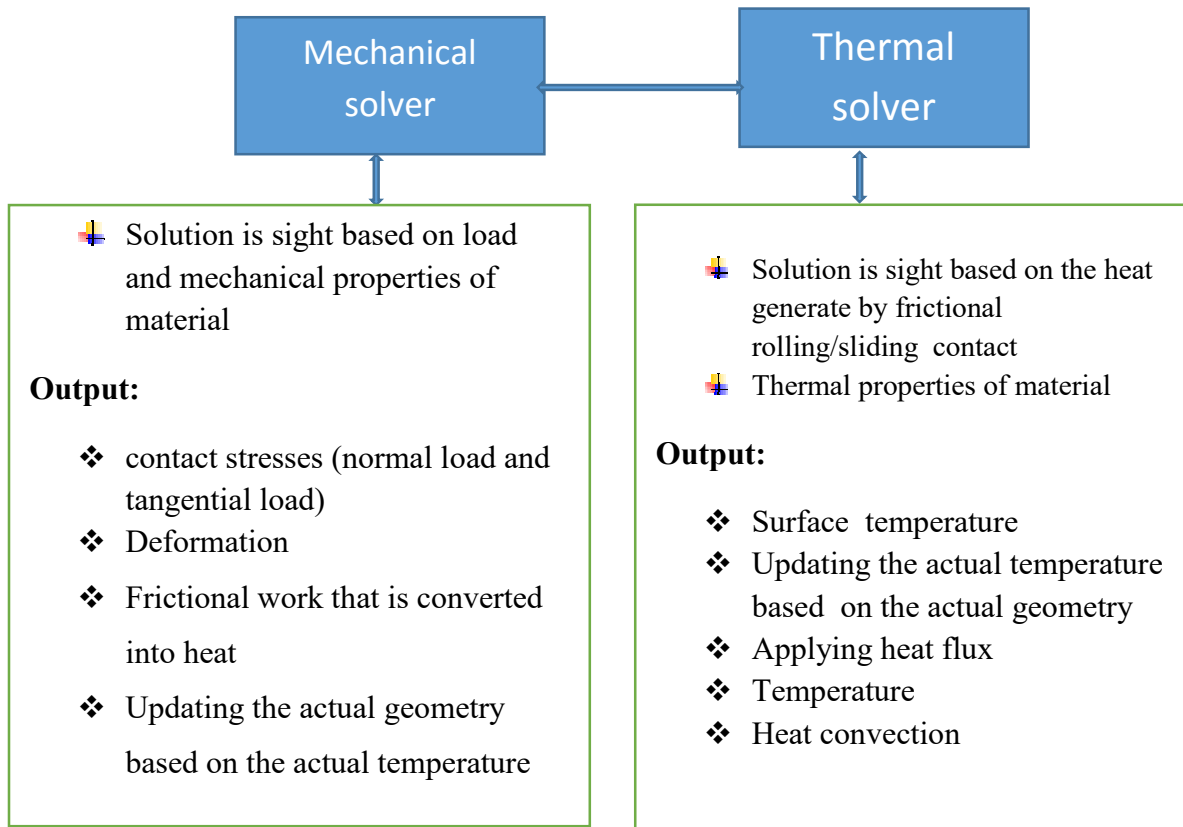 Mechanical
solver
Thermal
solver
Solution is sight based on load
and mechanical properties of
material
Output:
contact stresses (normal load and
tangential load)
Deformation
Frictional work that is converted
into heat
Updating the actual geometry
based on the actual temperature
Solution is sight based on the heat
generate by frictional
rolling/sliding contact
Thermal properties of material
Output:
Surface temperature
Updating the actual temperature
based on the actual geometry
Applying heat flux
Temperature
Heat convection